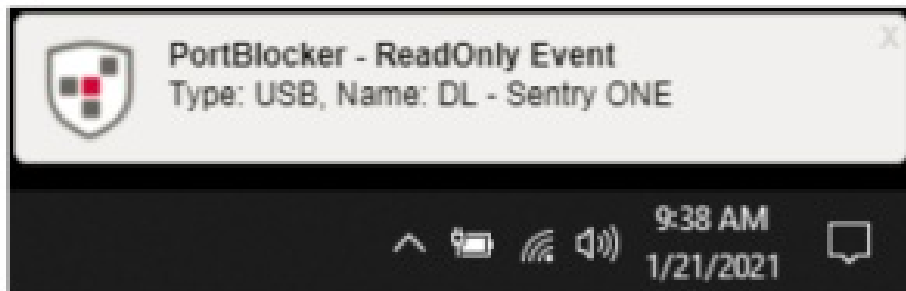 PortBlocker - ReadOnly Event
Type: USB, Name: DL - Sentry ONE
9:38 AM
1/21/2021